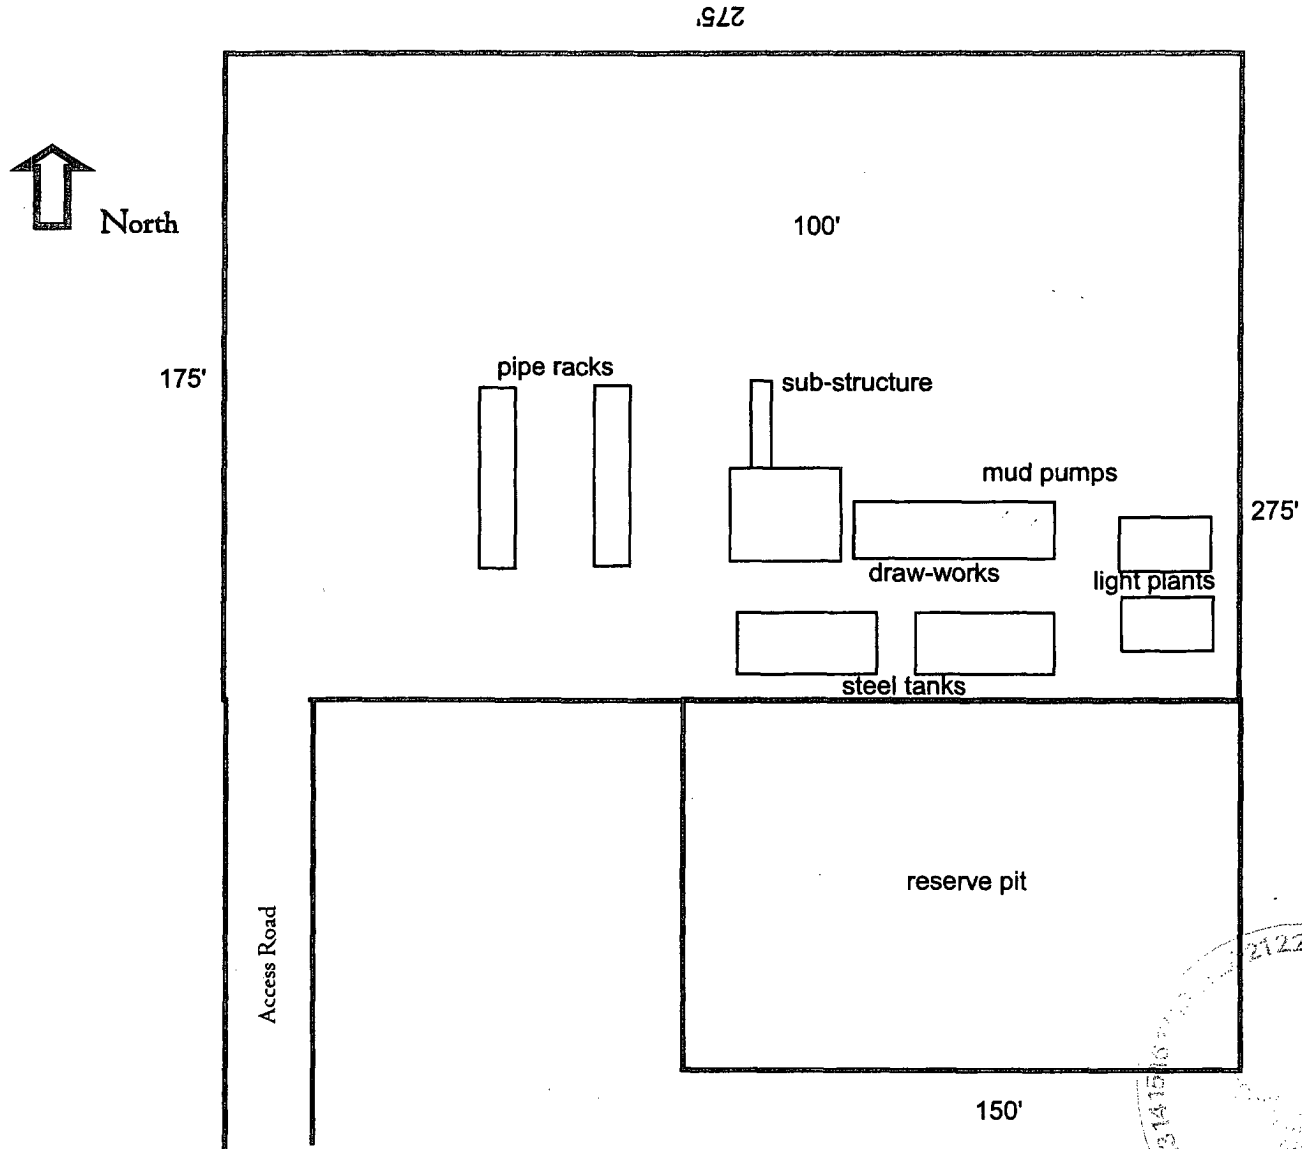 275'
North
100'
175'
pipe racks
sub-structure
mud pumps
275'
draw-works
light plants
steel tanks
reserve pit
Access Road
2122
150'